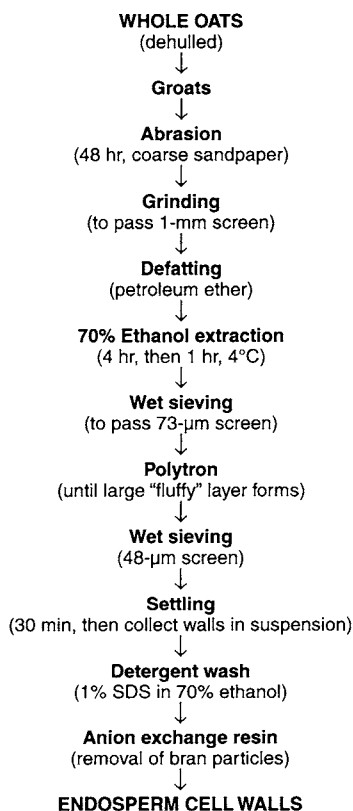 WHOLE OATS
(dehulled)
Groats
Abrasion
(48 hr, coarse sandpaper)
Grinding
(to pass 1-mm screen)
Defatting
(petroleum ether)
70% Ethanol extraction
(4 hr, then 1 hr, 4°C)
Wet sieving
(to pass 73-µm screen)
Polytron
(until large “fluffy” layer forms)
Wet sieving
(48-µm screen)
Settling
(30 min, then collect walls in suspension)
Detergent wash
(1% SDS in 70% ethanol)
Anion exchange resin
(removal of bran particles)
ENDOSPERM CELL WALLS